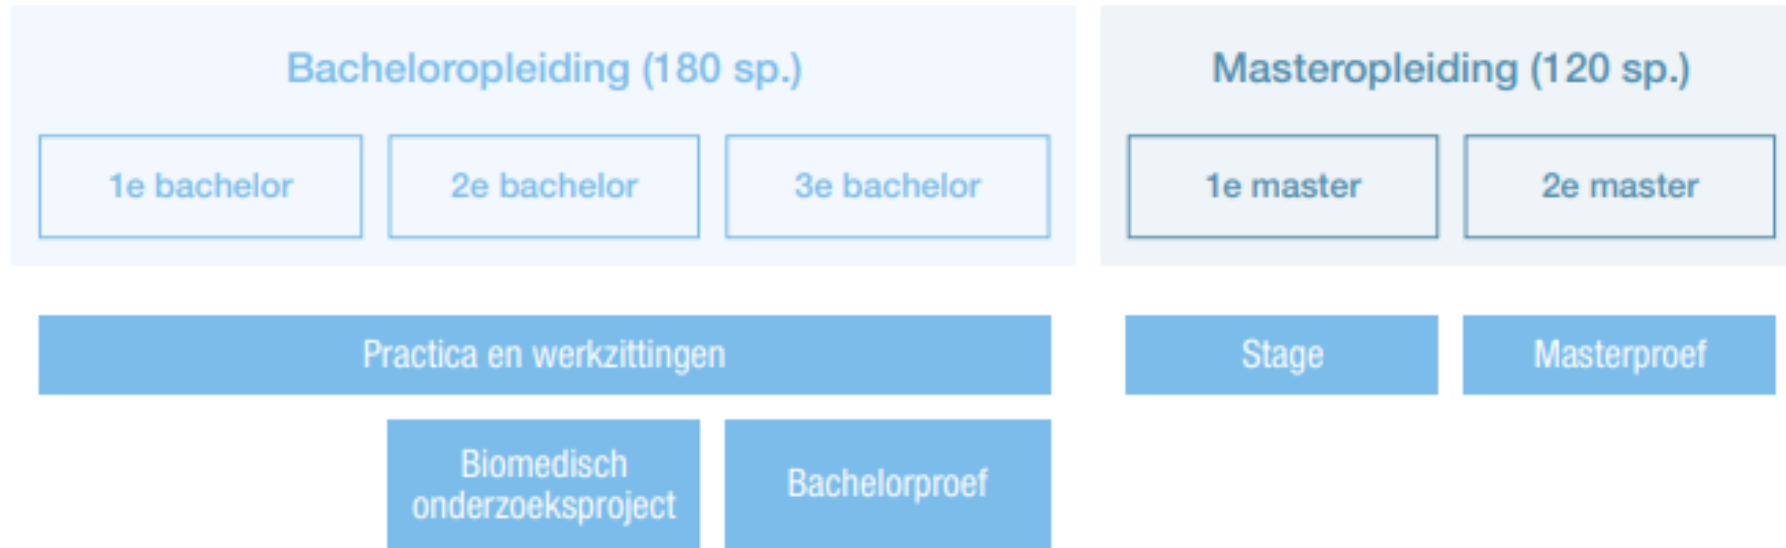 Bacheloropleiding (180 sp.)
Masteropleiding (120 sp.)
1e bachelor
2e bachelor
3e bachelor
1e master
2e master
Practica en werkzittingen
Stage
Masterproef
Biomedisch
onderzoeksproject
Bachelorproef